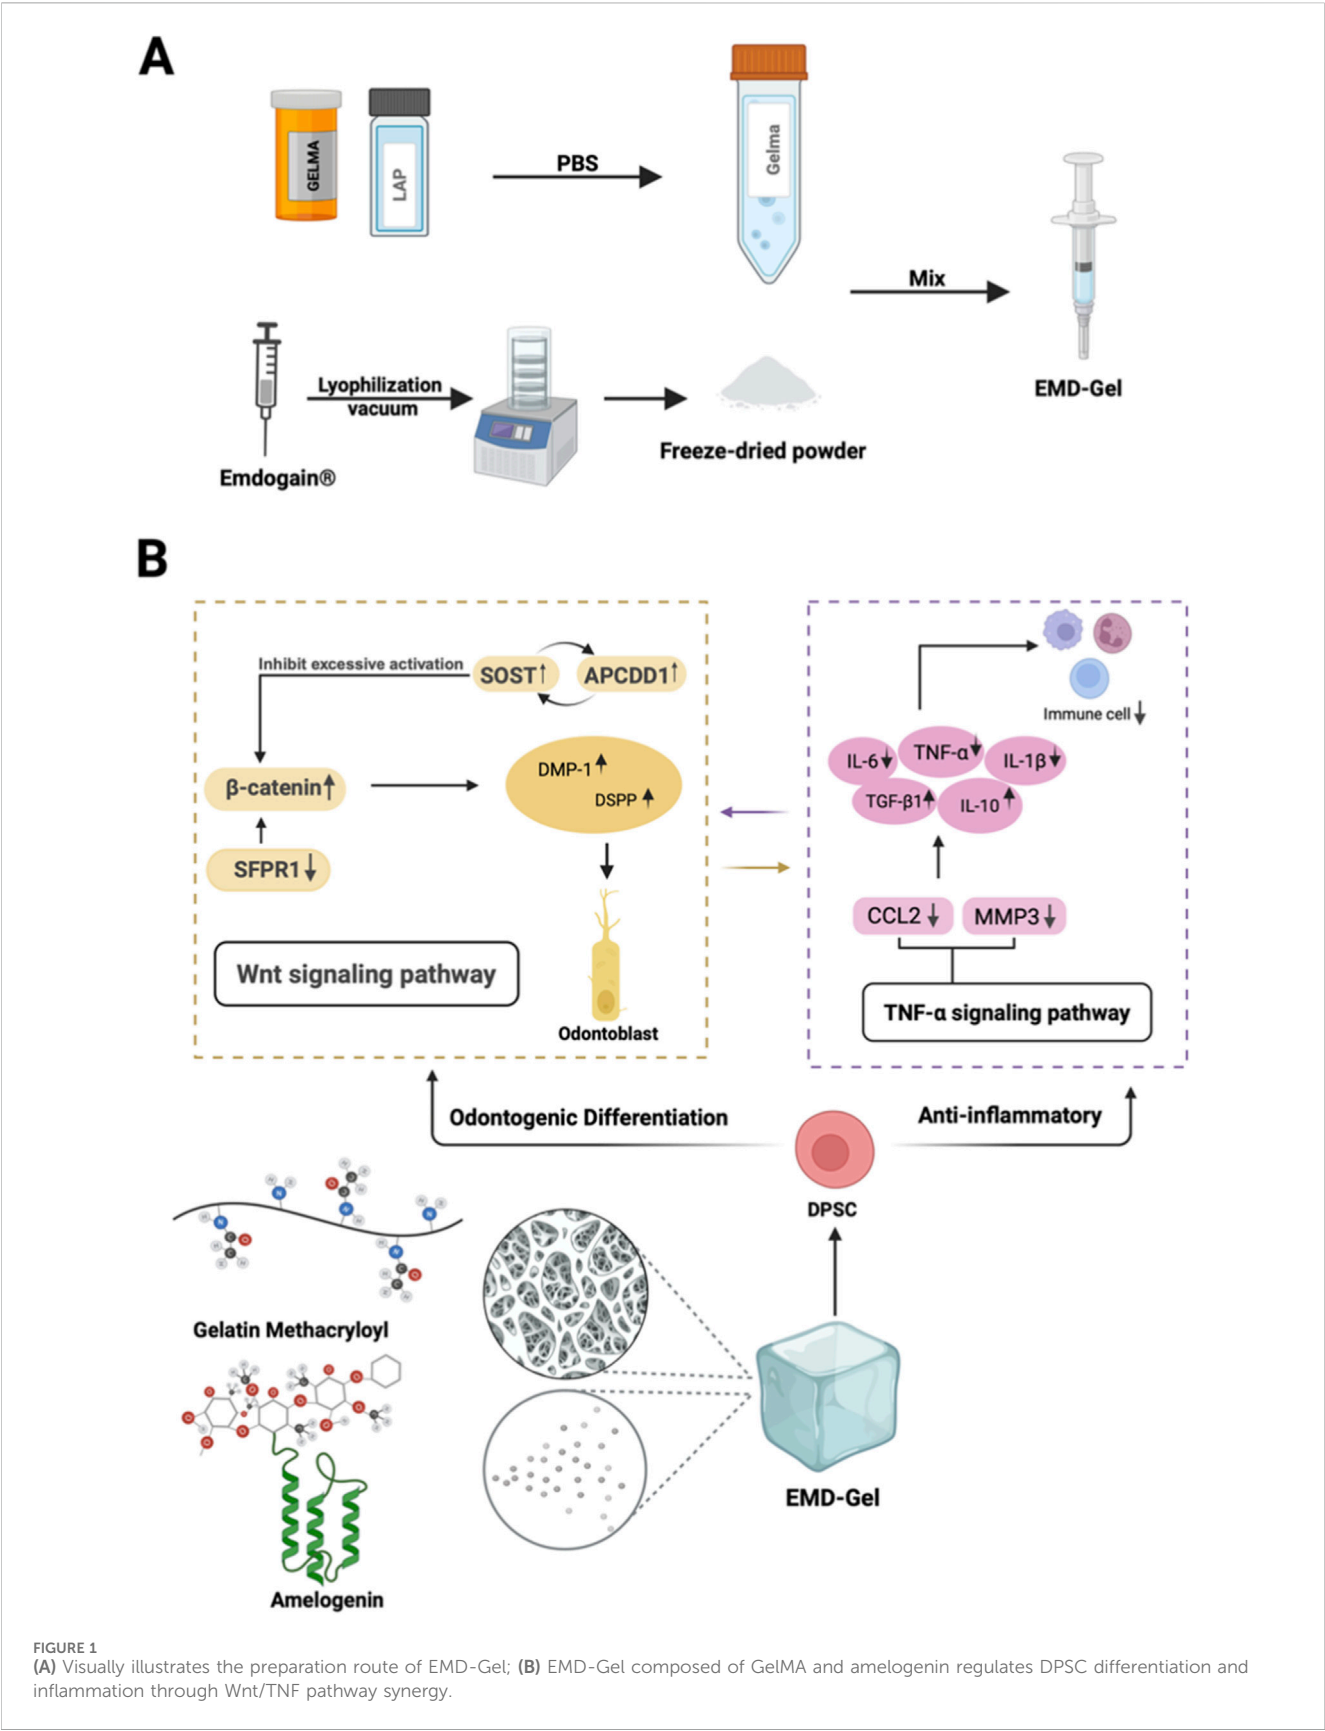 A
GELMA
LAP
PBS
Gelma
Mix
EMD-Gel
Lyophilization
vacuum
Emdogain®
Freeze-dried powder
B
Inhibit excessive activation
SOST↑
APCDD1↑
β-catenin↑
DMP-1↑
DSPP↑
SFPR1↓
Wnt signaling pathway
Odontoblast
Immune cell↓
IL-6↓
TNF-α↓
IL-1β↓
TGF-β1↑
IL-10↑
CCL2↓
MMP3↓
TNF-α signaling pathway
Odontogenic Differentiation
Anti-inflammatory
DPSC
Gelatin Methacryloyl
EMD-Gel
Amelogenin
FIGURE 1
(A) Visually illustrates the preparation route of EMD-Gel; (B) EMD-Gel composed of GelMA and amelogenin regulates DPSC differentiation and
inflammation through Wnt/TNF pathway synergy.